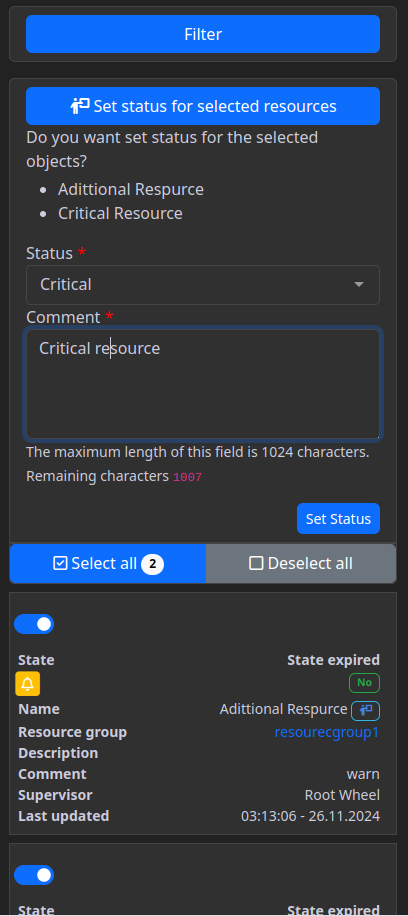 Filter
Set status for selected resources
Do you want set status for the selected
objects?
Adittional Respurce
Critical Resource
Status *
Critical
Comment *
Critical resource
The maximum length of this field is 1024 characters.
Remaining characters 1007
Set Status
Select all 2
Deselect all
State State expired
No
Name Adittional Respurce
Resource group resourecgroup1
Description
Comment warn
Supervisor Root Wheel
Last updated 03:13:06 - 26.11.2024
State State expired